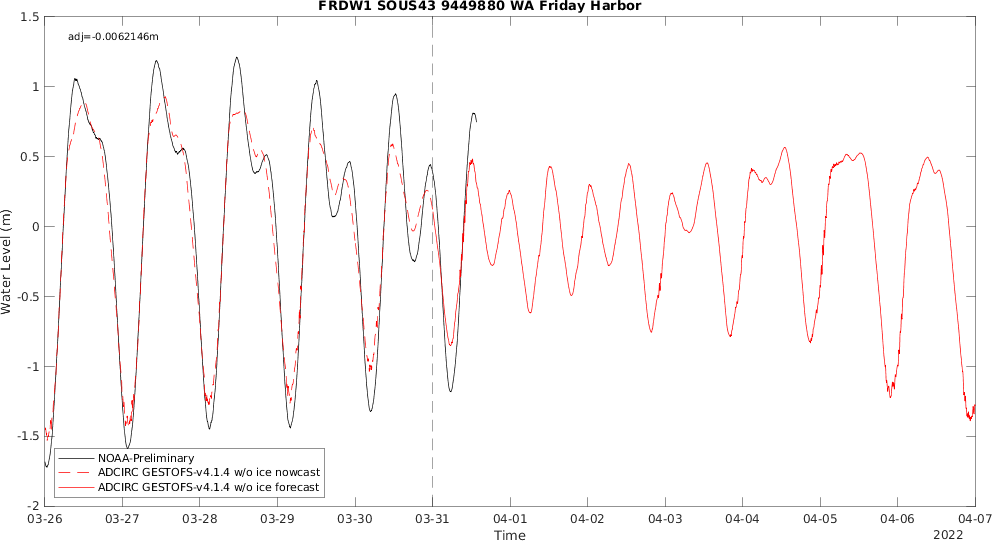 FRDW1 SOUS43 9449880 WA Friday Harbor
adj=-0.0062146m
1.5
1
0.5
0
-0.5
-1
-1.5
-2
Water Level (m)
NOAA-Preliminary
ADCIRC GESTOFS-v4.1.4 w/o ice nowcast
ADCIRC GESTOFS-v4.1.4 w/o ice forecast
03-26 03-27 03-28 03-29 03-30 03-31 04-01 04-02 04-03 04-04 04-05 04-06 04-07
Time
2022